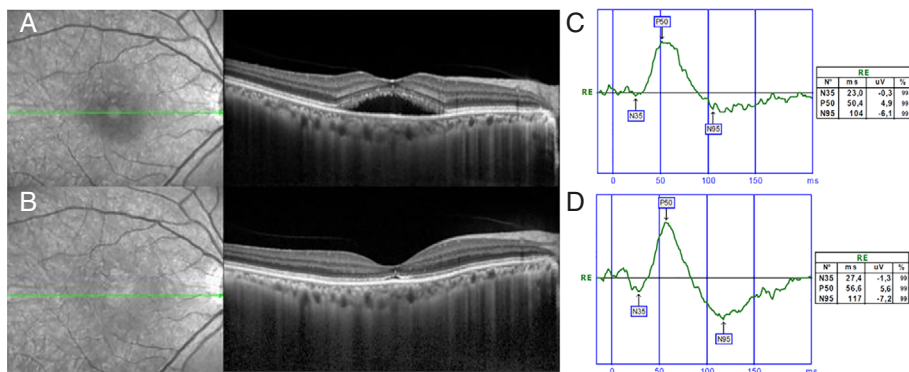 A
B
C
P50
RE
N35
N95
0
50
100
150
ms
RE
N° ms uV %
N35 23,0 -0,3 99
P50 50,4 4,9 99
N95 104 -6,1 99
D
P50
RE
N35
N95
0
50
100
150
ms
RE
N° ms uV %
N35 27,4 -1,3 99
P50 56,6 5,6 99
N95 117 -7,2 99